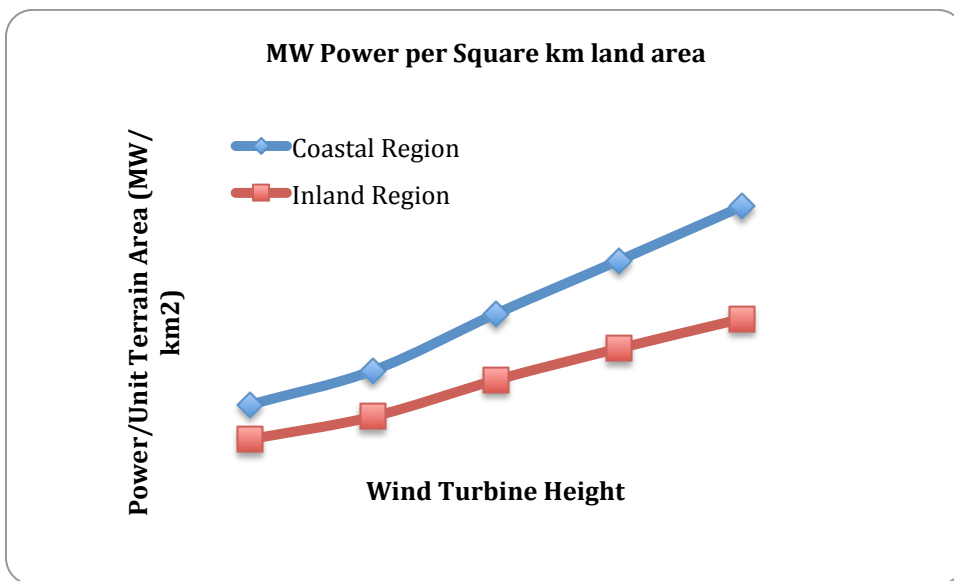 MW Power per Square km land area
Power/Unit Terrain Area (MW/
km2)
Coastal Region
Inland Region
Wind Turbine Height